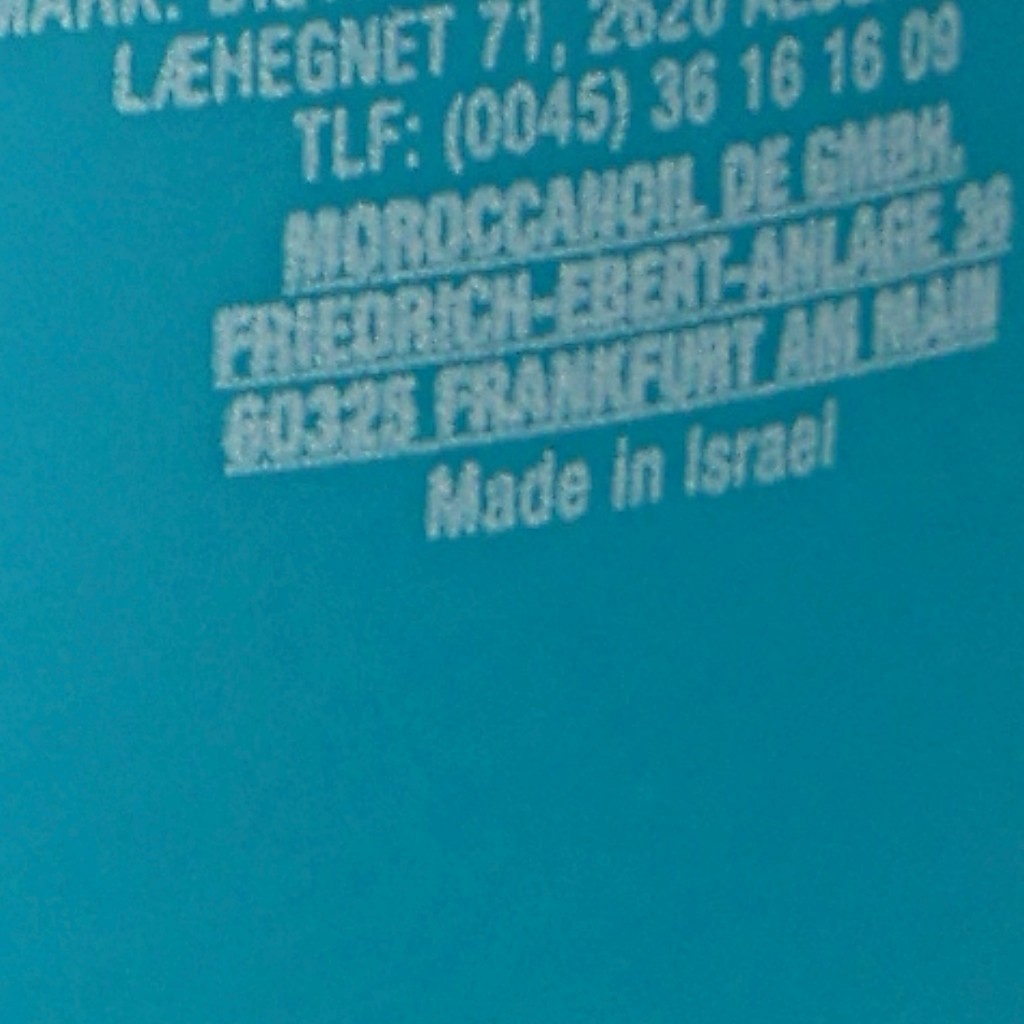 LÆHEGNET 71, 2620
TLF: (0045) 36 16 16 09
MOROCCANOIL DE GMBH.
FRIEDRICH-EBERT-ANLAGE 36
60325 FRANKFURT AM MAIN
Made in Israel